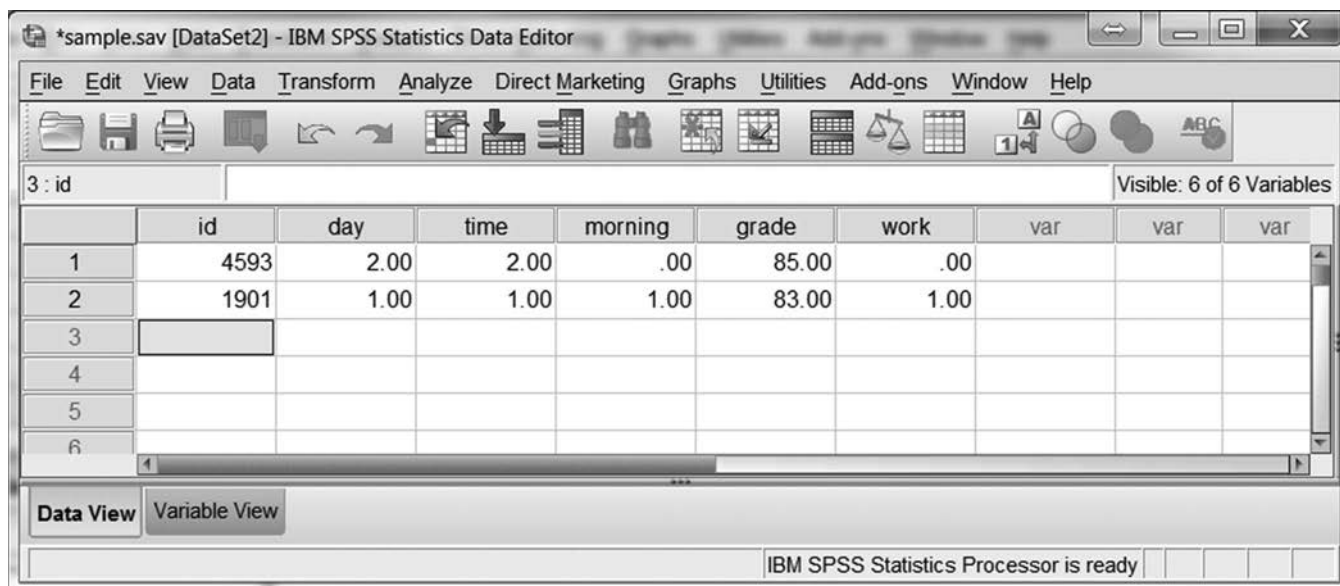 *sample.sav [DataSet2] - IBM SPSS Statistics Data Editor
File Edit View Data Transform Analyze Direct Marketing Graphs Utilities Add-ons Window Help
A
1
ABC
3 : id Visible: 6 of 6 Variables
id day time morning grade work var var var
1 4593 2.00 2.00 .00 85.00 .00
2 1901 1.00 1.00 1.00 83.00 1.00
3
4
5
6
Data View Variable View
IBM SPSS Statistics Processor is ready